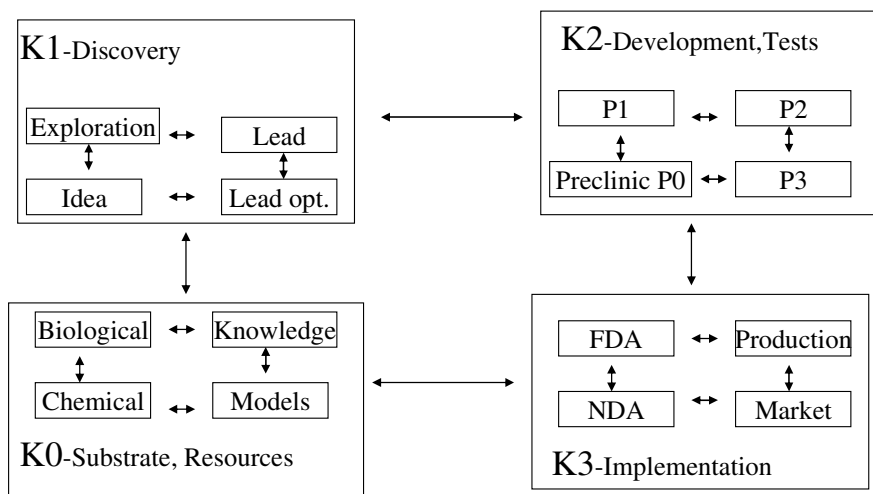 K1-Discovery
Exploration
Lead
Idea
Lead opt.
K2-Development,Tests
P1
P2
Preclinic P0
P3
Biological
Knowledge
Chemical
Models
K0-Substrate, Resources
FDA
Production
NDA
Market
K3-Implementation